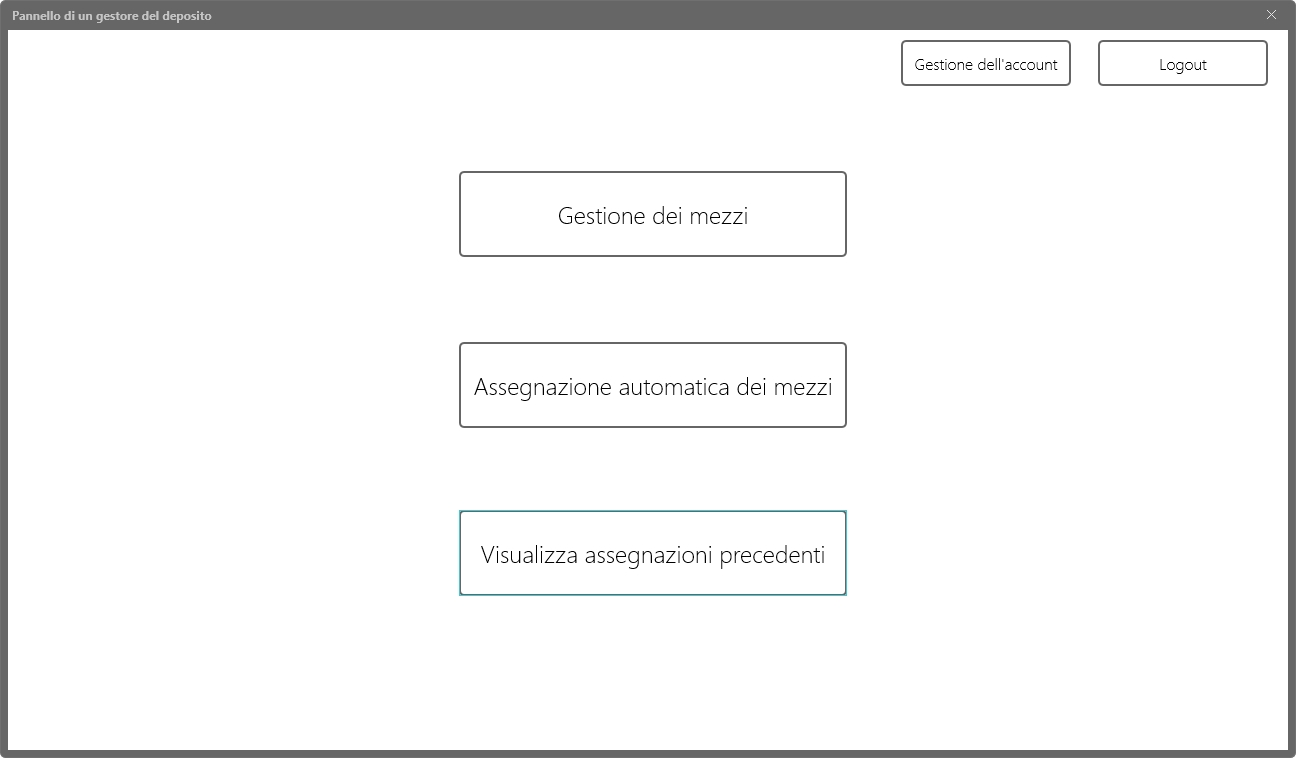 Pannello di un gestore del deposito
Gestione dell'account
Logout
Gestione dei mezzi
Assegnazione automatica dei mezzi
Visualizza assegnazioni precedenti